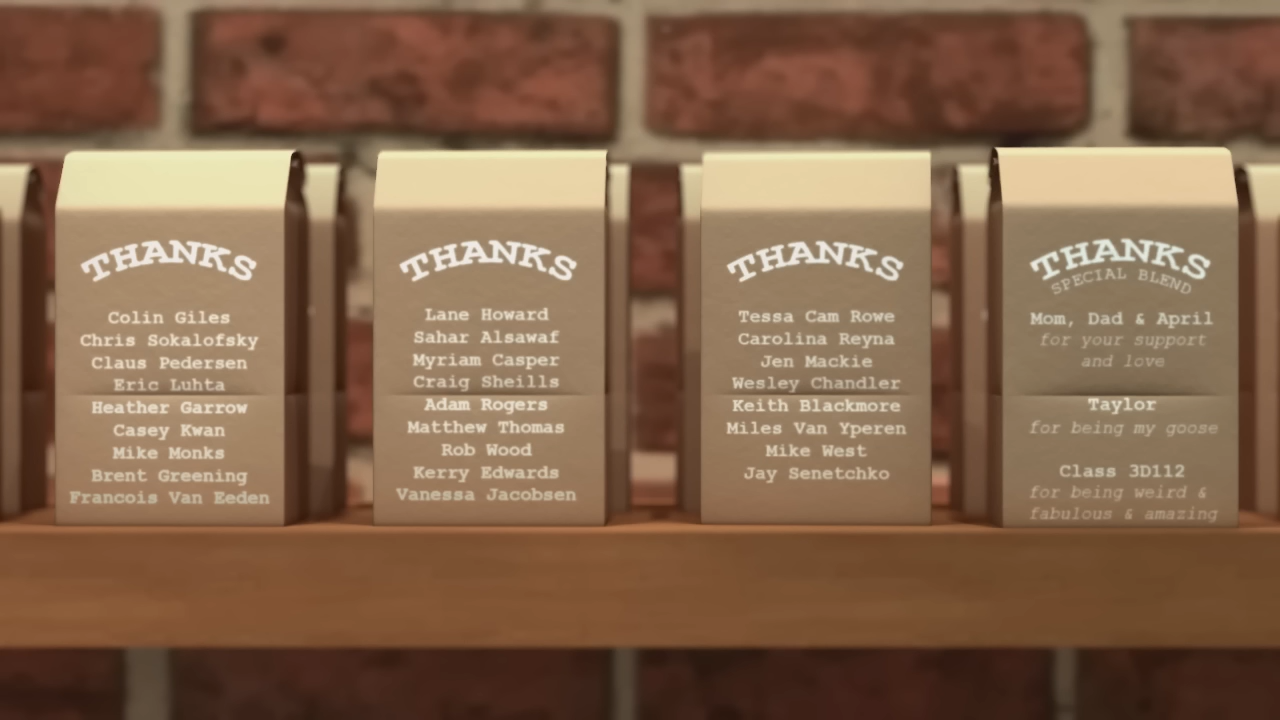 THANKS
Colin Giles
Chris Sokalofsky
Claus Pedersen
Eric Luhta
Heather Garrow
Casey Kwan
Mike Monks
Brent Greening
Francois Van Eeden
THANKS
Lane Howard
Sahar Alsawaf
Myriam Casper
Craig Sheills
Adam Rogers
Matthew Thomas
Rob Wood
Kerry Edwards
Vanessa Jacobsen
THANKS
Tessa Cam Rowe
Carolina Reyna
Jen Mackie
Wesley Chandler
Keith Blackmore
Miles Van Yperen
Mike West
Jay Senetchko
THANKS
SPECIAL BLEND
Mom, Dad & April
for your support
and love
Taylor
for being my goose
Class 3D112
for being weird &
fabulous & amazing